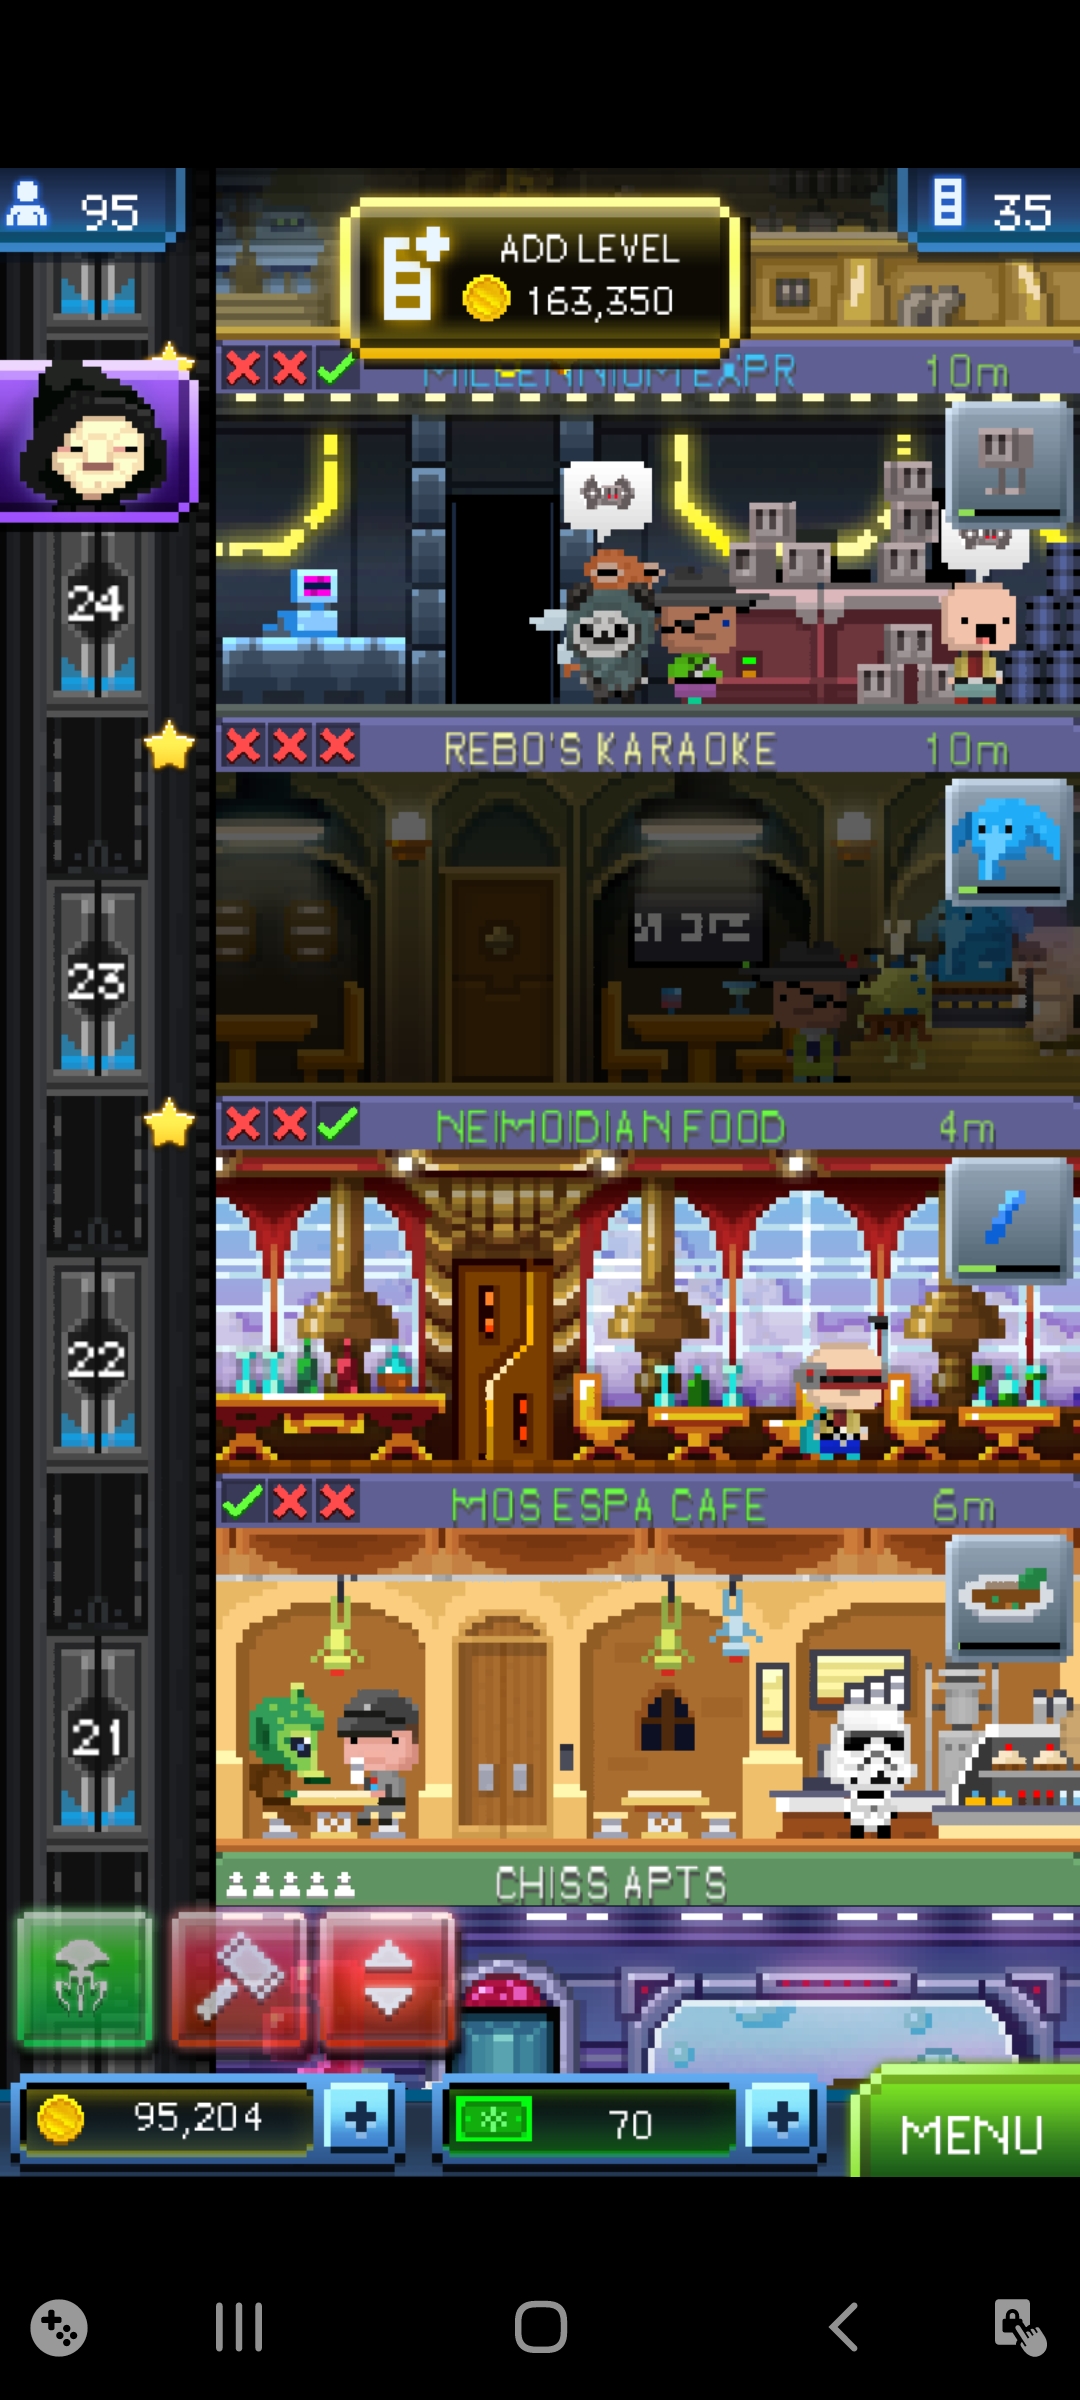 95
35
ADD LEVEL
163,350
MILLENNIUM EXPR
10m
24
REBO'S KARAOKE
10m
23
NEIMOIDIAN FOOD
4m
22
MOS ESPA CAFE
6m
21
CHISS APTS
95,204
70
MENU